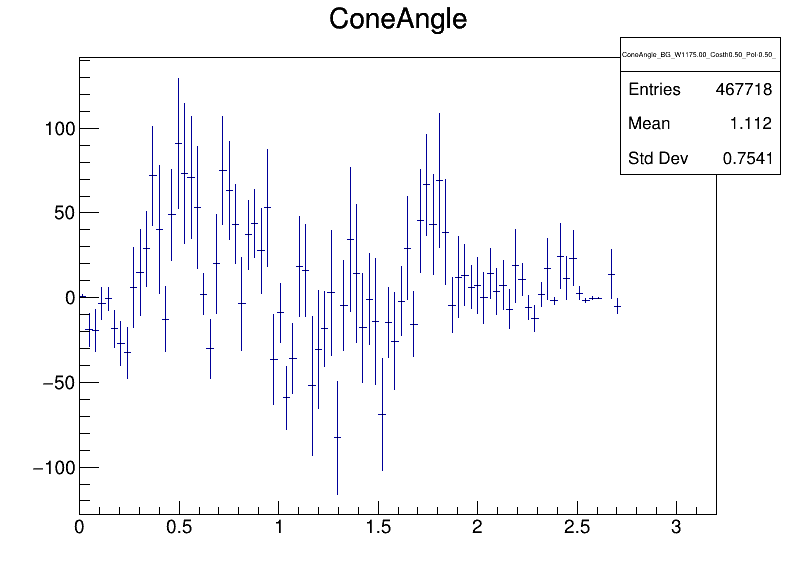 ConeAngle
ConeAngle_BG_W1175.00_Costh0.50_Pol-0.50_
Entries 467718
Mean 1.112
Std Dev 0.7541
100
50
0
−50
−100
0 0.5 1 1.5 2 2.5 3